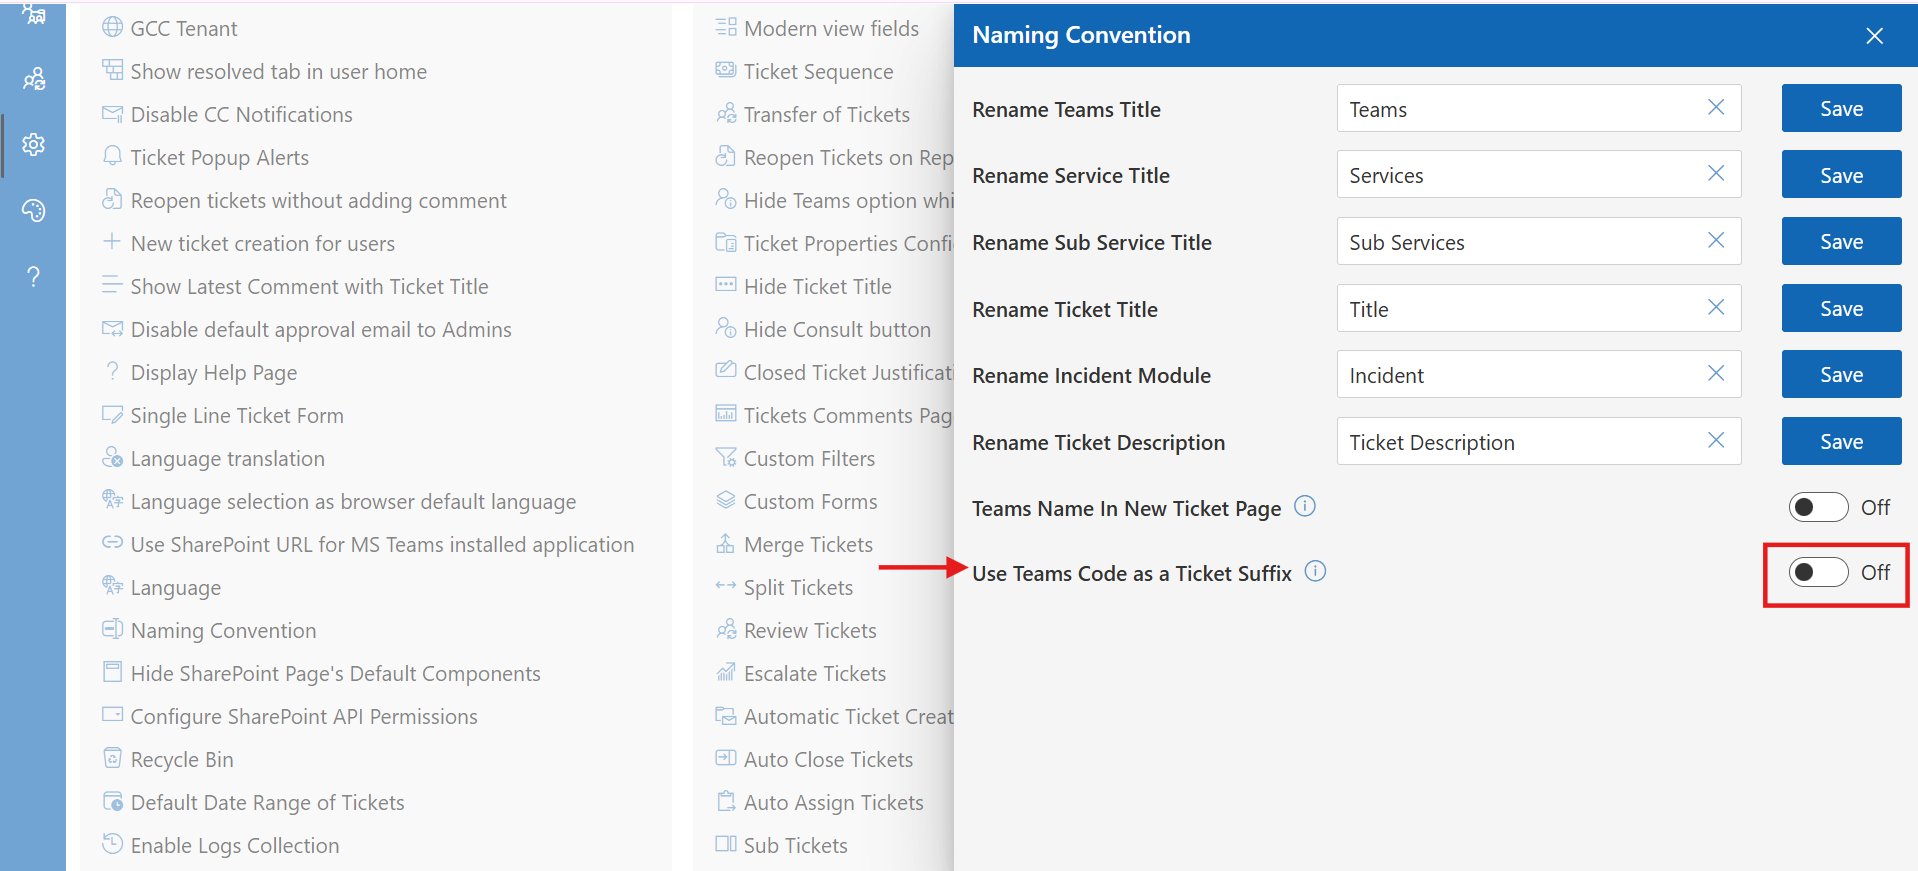 GCC Tenant
Show resolved tab in user home
Disable CC Notifications
Ticket Popup Alerts
Reopen tickets without adding comment
New ticket creation for users
Show Latest Comment with Ticket Title
Disable default approval email to Admins
Display Help Page
Single Line Ticket Form
Language translation
Language selection as browser default language
Use SharePoint URL for MS Teams installed application
Language
Naming Convention
Hide SharePoint Page's Default Components
Configure SharePoint API Permissions
Recycle Bin
Default Date Range of Tickets
Enable Logs Collection
Modern view fields
Ticket Sequence
Transfer of Tickets
Reopen Tickets on Rep
Hide Teams option whi
Ticket Properties Confi
Hide Ticket Title
Hide Consult button
Closed Ticket Justificati
Tickets Comments Pag
Custom Filters
Custom Forms
Merge Tickets
Split Tickets
Review Tickets
Escalate Tickets
Automatic Ticket Creat
Auto Close Tickets
Auto Assign Tickets
Sub Tickets
Naming Convention
Rename Teams Title Teams Save
Rename Service Title Services Save
Rename Sub Service Title Sub Services Save
Rename Ticket Title Title Save
Rename Incident Module Incident Save
Rename Ticket Description Ticket Description Save
Teams Name In New Ticket Page Off
Use Teams Code as a Ticket Suffix Off